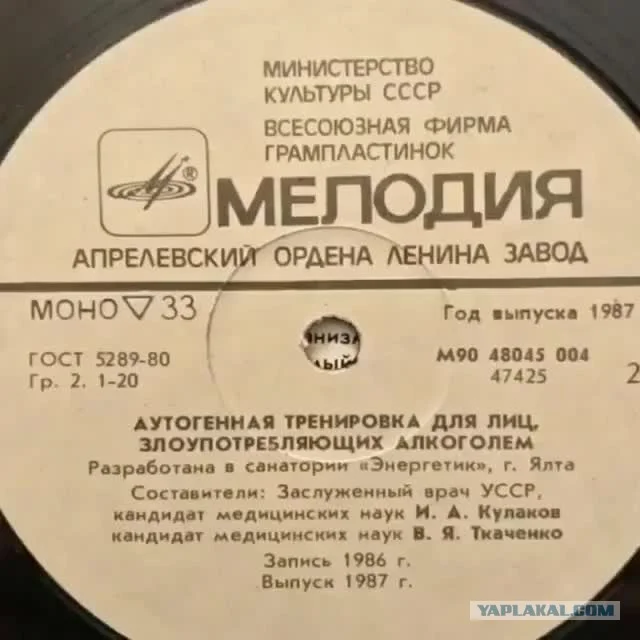 МИНИСТЕРСТВО
КУЛЬТУРЫ СССР
ВСЕСОЮЗНАЯ ФИРМА
ГРАМПЛАСТИНОК
®
МЕЛОДИЯ
АПРЕЛЕВСКИЙ ОРДЕНА ЛЕНИНА ЗАВОД
МОНО ▽ 33
Год выпуска 1987
ГОСТ 5289-80
Гр. 2. 1-20
М90 48045 004
47425
2
АУТОГЕННАЯ ТРЕНИРОВКА ДЛЯ ЛИЦ,
ЗЛОУПОТРЕБЛЯЮЩИХ АЛКОГОЛЕМ
Разработана в санатории «Энергетик», г. Ялта
Составители: Заслуженный врач УССР,
кандидат медицинских наук И. А. Кулаков
кандидат медицинских наук В. Я. Ткаченко
Запись 1986 г.
Выпуск 1987 г.
YAPLAKAL.COM